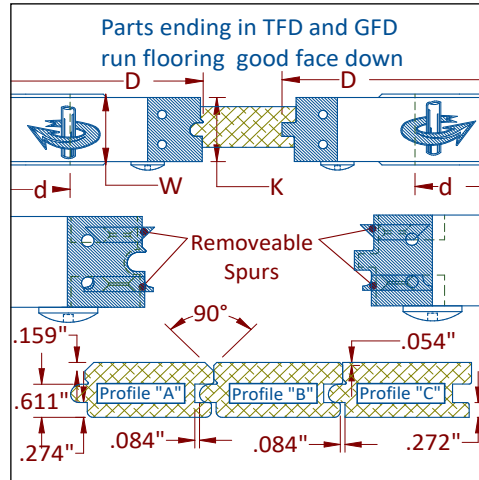 Parts ending in TFD and GFD
run flooring good face down
D D
d W K d
Removeable
Spurs
90°
.159" .054"
.611" Profile "A" Profile "B" Profile "C"
.274" .084" .084" .272"